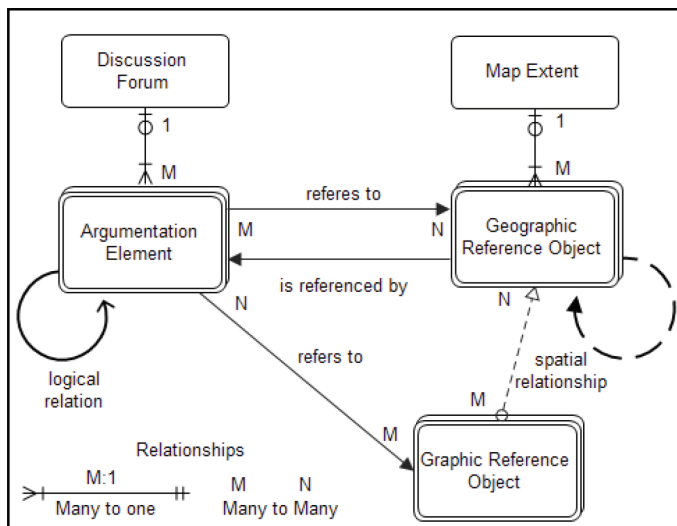 Discussion
Forum
Map Extent
1
1
M
M
Argumentation
Element
referes to
M
N
Geographic
Reference Object
is referenced by
N
N
refers to
logical
relation
spatial
relationship
M
M
Graphic Reference
Object
Relationships
M:1
Many to one
M N
Many to Many